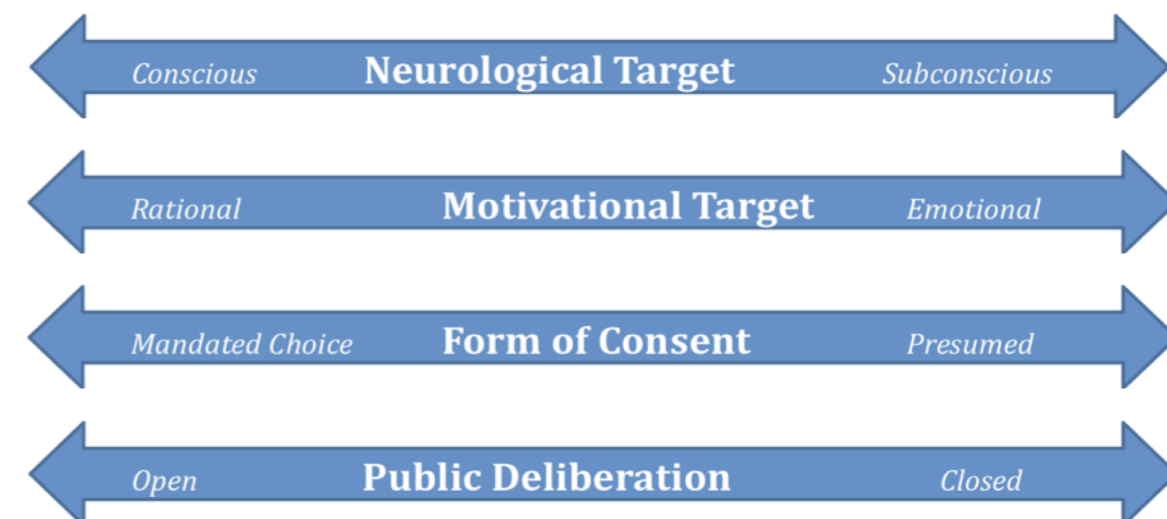 Conscious Neurological Target Subconscious
Rational Motivational Target Emotional
Mandated Choice Form of Consent Presumed
Open Public Deliberation Closed